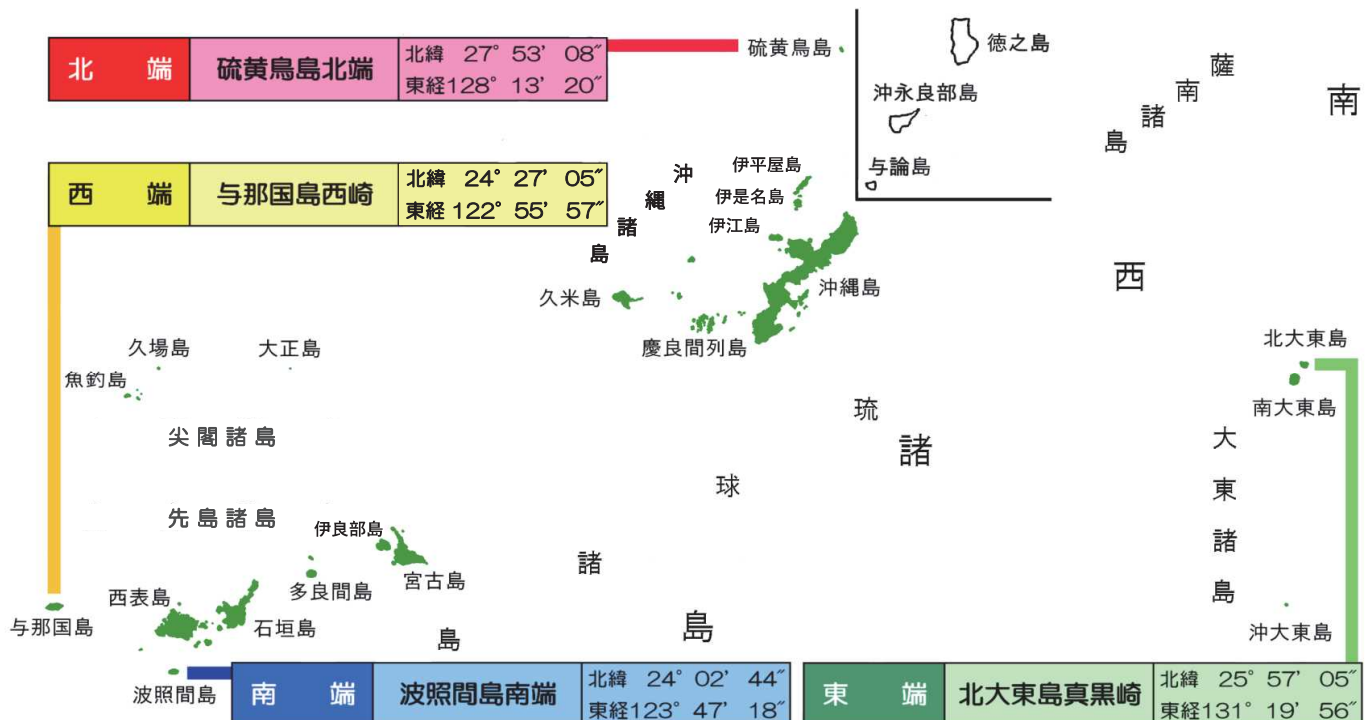 北端 硫黄鳥島北端 北緯 27° 53′ 08″
東経128° 13′ 20″
硫黄鳥島
徳之島
沖永良部島
与論島
薩南諸島
南西諸島
西端 与那国島西崎 北緯 24° 27′ 05″
東経 122° 55′ 57″
沖縄諸島
伊平屋島
伊是名島
伊江島
沖縄島
久米島
慶良間列島
久場島
大正島
魚釣島
尖閣諸島
先島諸島
琉球諸島
北大東島
南大東島
大東諸島
沖大東島
伊良部島
宮古島
多良間島
西表島
石垣島
与那国島
波照間島
南端 波照間島南端 北緯 24° 02′ 44″
東経123° 47′ 18″
東端 北大東島真黒崎 北緯 25° 57′ 05″
東経131° 19′ 56″